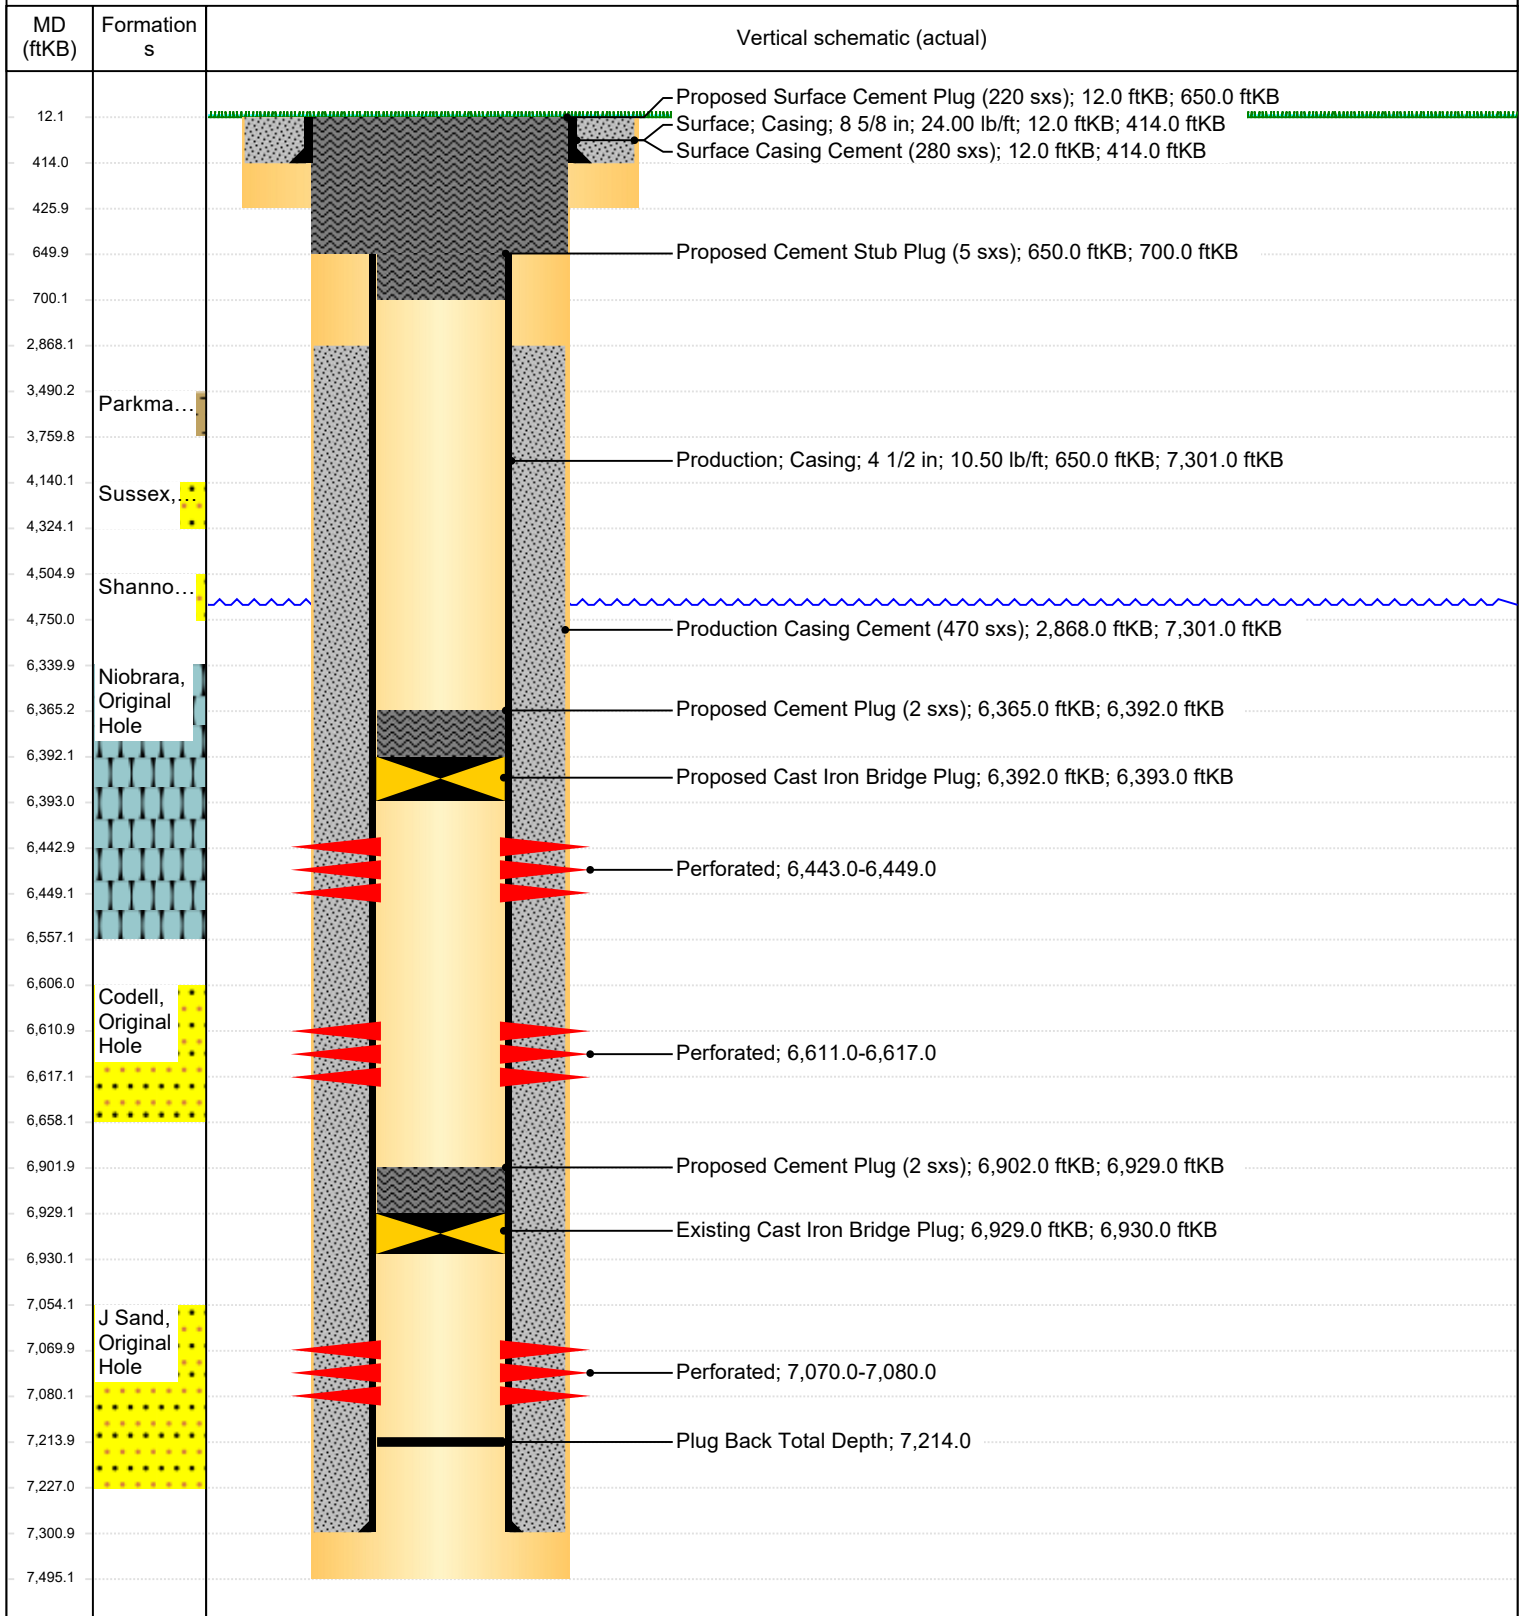 MD
(ftKB)
Formation
s
Vertical schematic (actual)
12.1
Proposed Surface Cement Plug (220 sxs); 12.0 ftKB; 650.0 ftKB
Surface; Casing; 8 5/8 in; 24.00 lb/ft; 12.0 ftKB; 414.0 ftKB
Surface Casing Cement (280 sxs); 12.0 ftKB; 414.0 ftKB
414.0
425.9
649.9
Proposed Cement Stub Plug (5 sxs); 650.0 ftKB; 700.0 ftKB
700.1
2,868.1
3,490.2
Parkma...
3,759.8
Production; Casing; 4 1/2 in; 10.50 lb/ft; 650.0 ftKB; 7,301.0 ftKB
4,140.1
Sussex,...
4,324.1
4,504.9
Shanno...
4,750.0
Production Casing Cement (470 sxs); 2,868.0 ftKB; 7,301.0 ftKB
6,339.9
Niobrara,
Original
Hole
6,365.2
Proposed Cement Plug (2 sxs); 6,365.0 ftKB; 6,392.0 ftKB
6,392.1
Proposed Cast Iron Bridge Plug; 6,392.0 ftKB; 6,393.0 ftKB
6,393.0
6,442.9
Perforated; 6,443.0-6,449.0
6,449.1
6,557.1
6,606.0
Codell,
Original
Hole
6,610.9
Perforated; 6,611.0-6,617.0
6,617.1
6,658.1
6,901.9
Proposed Cement Plug (2 sxs); 6,902.0 ftKB; 6,929.0 ftKB
6,929.1
Existing Cast Iron Bridge Plug; 6,929.0 ftKB; 6,930.0 ftKB
6,930.1
7,054.1
J Sand,
Original
Hole
7,069.9
Perforated; 7,070.0-7,080.0
7,080.1
7,213.9
Plug Back Total Depth; 7,214.0
7,227.0
7,300.9
7,495.1